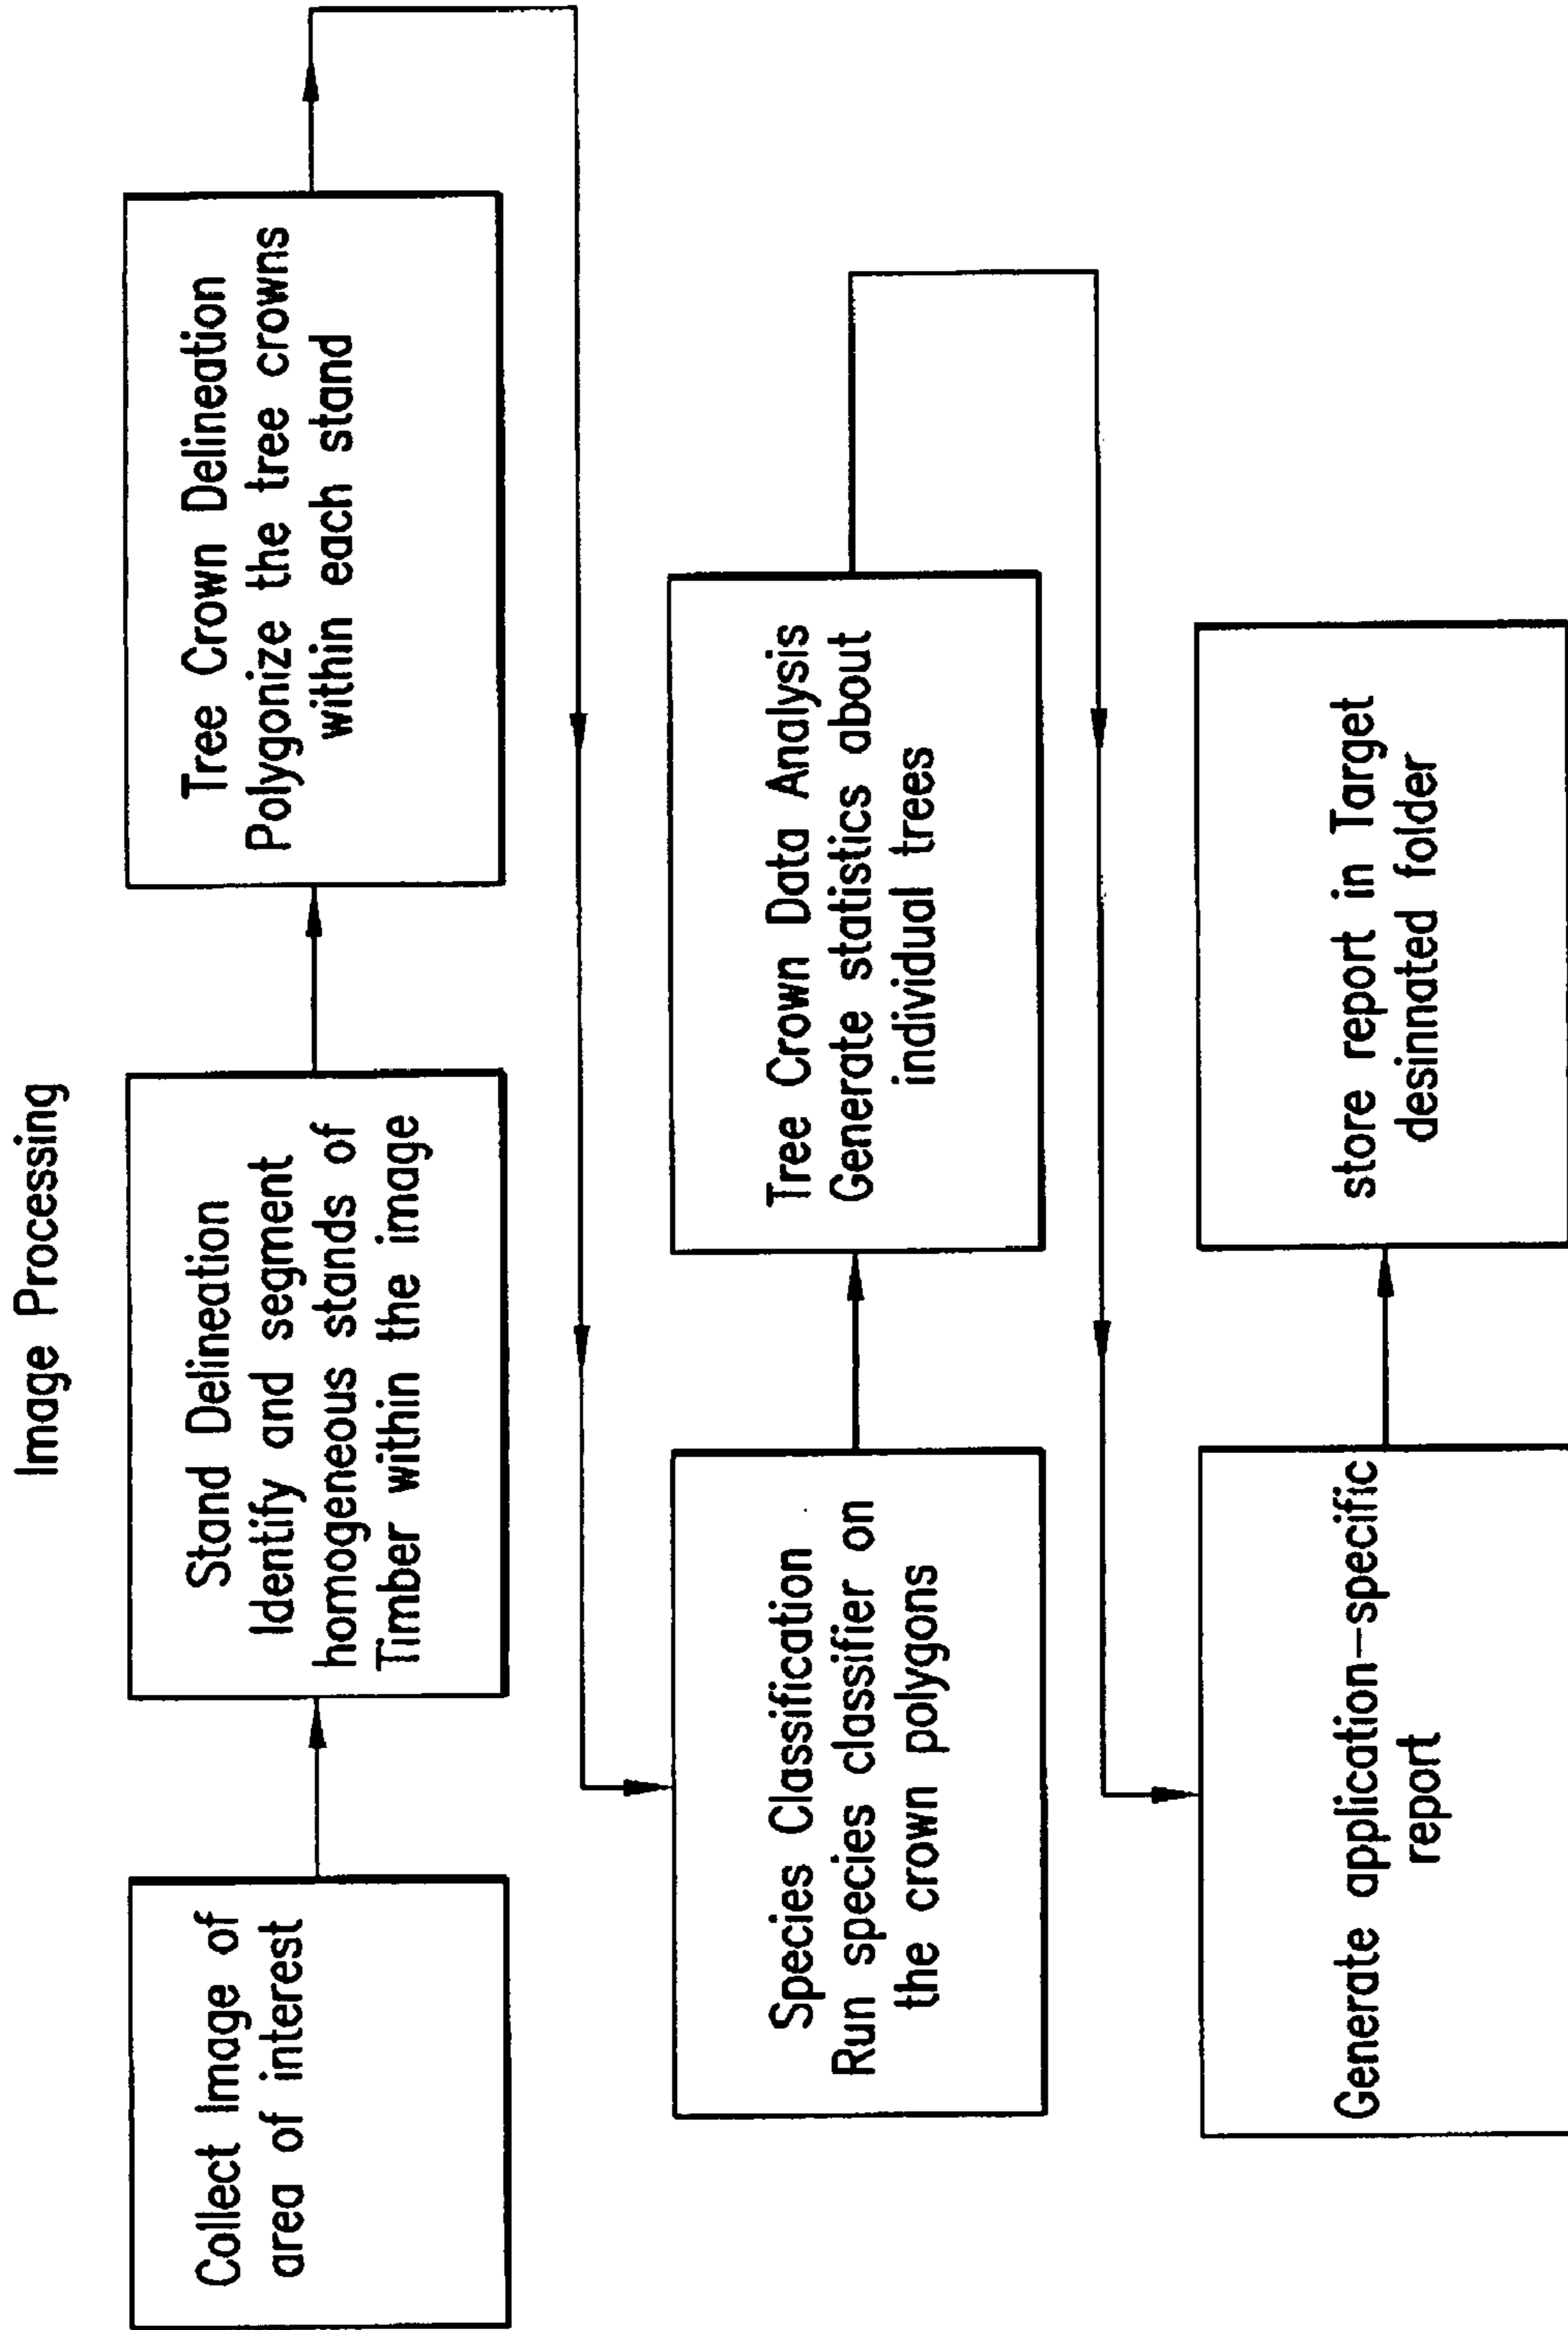 Image Processing
Collect Image of
area of interest
Stand Delineation
Identify and segment
homogeneous stands of
Timber within the image
Tree Crown Delineation
Polygonize the tree crowns
within each stand
Species Classification
Run species classifier on
the crown polygons
Tree Crown Data Analysis
Generate statistics about
individual trees
Generate application-specific
report
store report in Target
desinnated folder